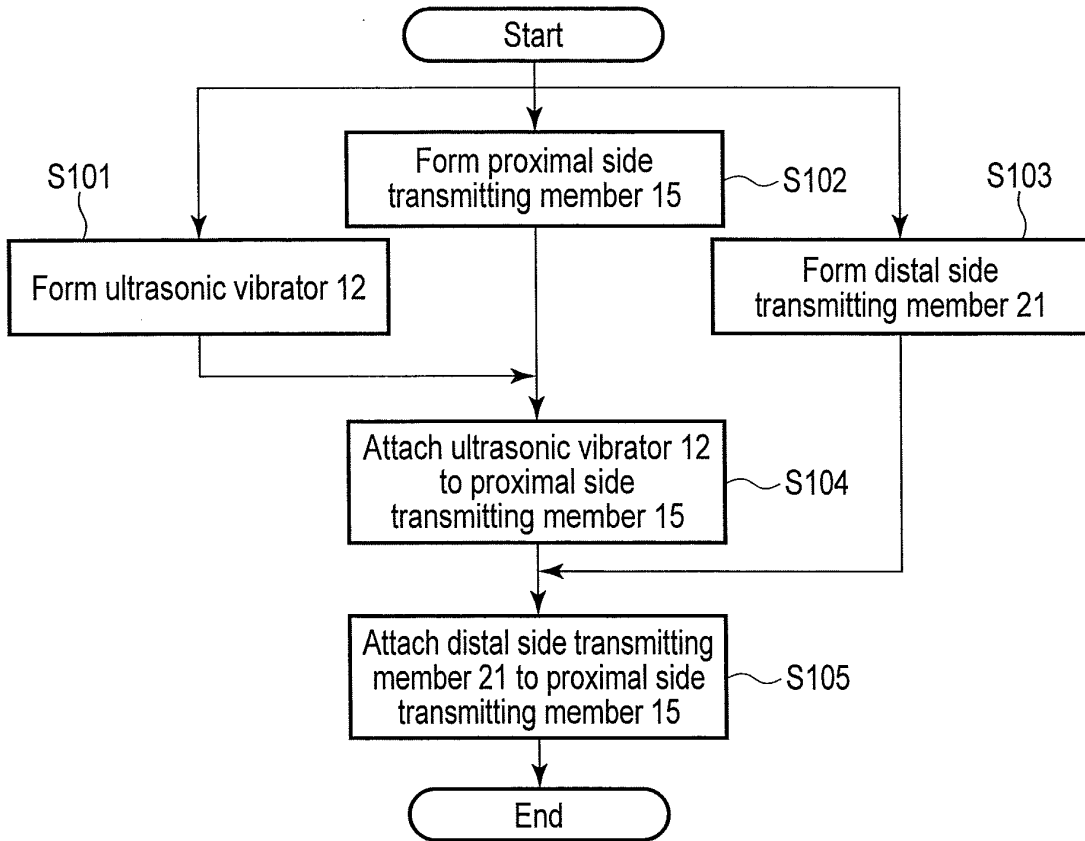 Start
Form proximal side
transmitting member 15
S102
S101
Form ultrasonic vibrator 12
S103
Form distal side
transmitting member 21
Attach ultrasonic vibrator 12
to proximal side
transmitting member 15
S104
Attach distal side transmitting
member 21 to proximal side
transmitting member 15
S105
End